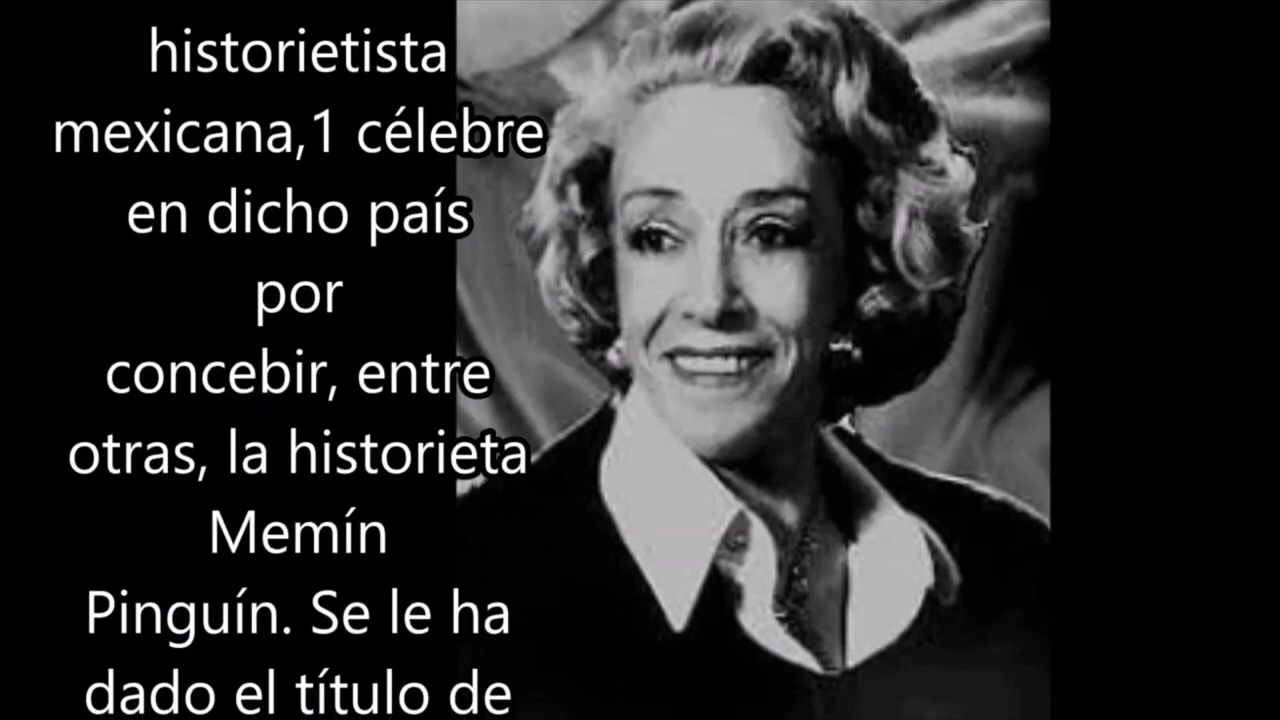 historietista
mexicana,1 célebre
en dicho país
por
concebir, entre
otras, la historieta
Memín
Pinguín. Se le ha
dado el título de